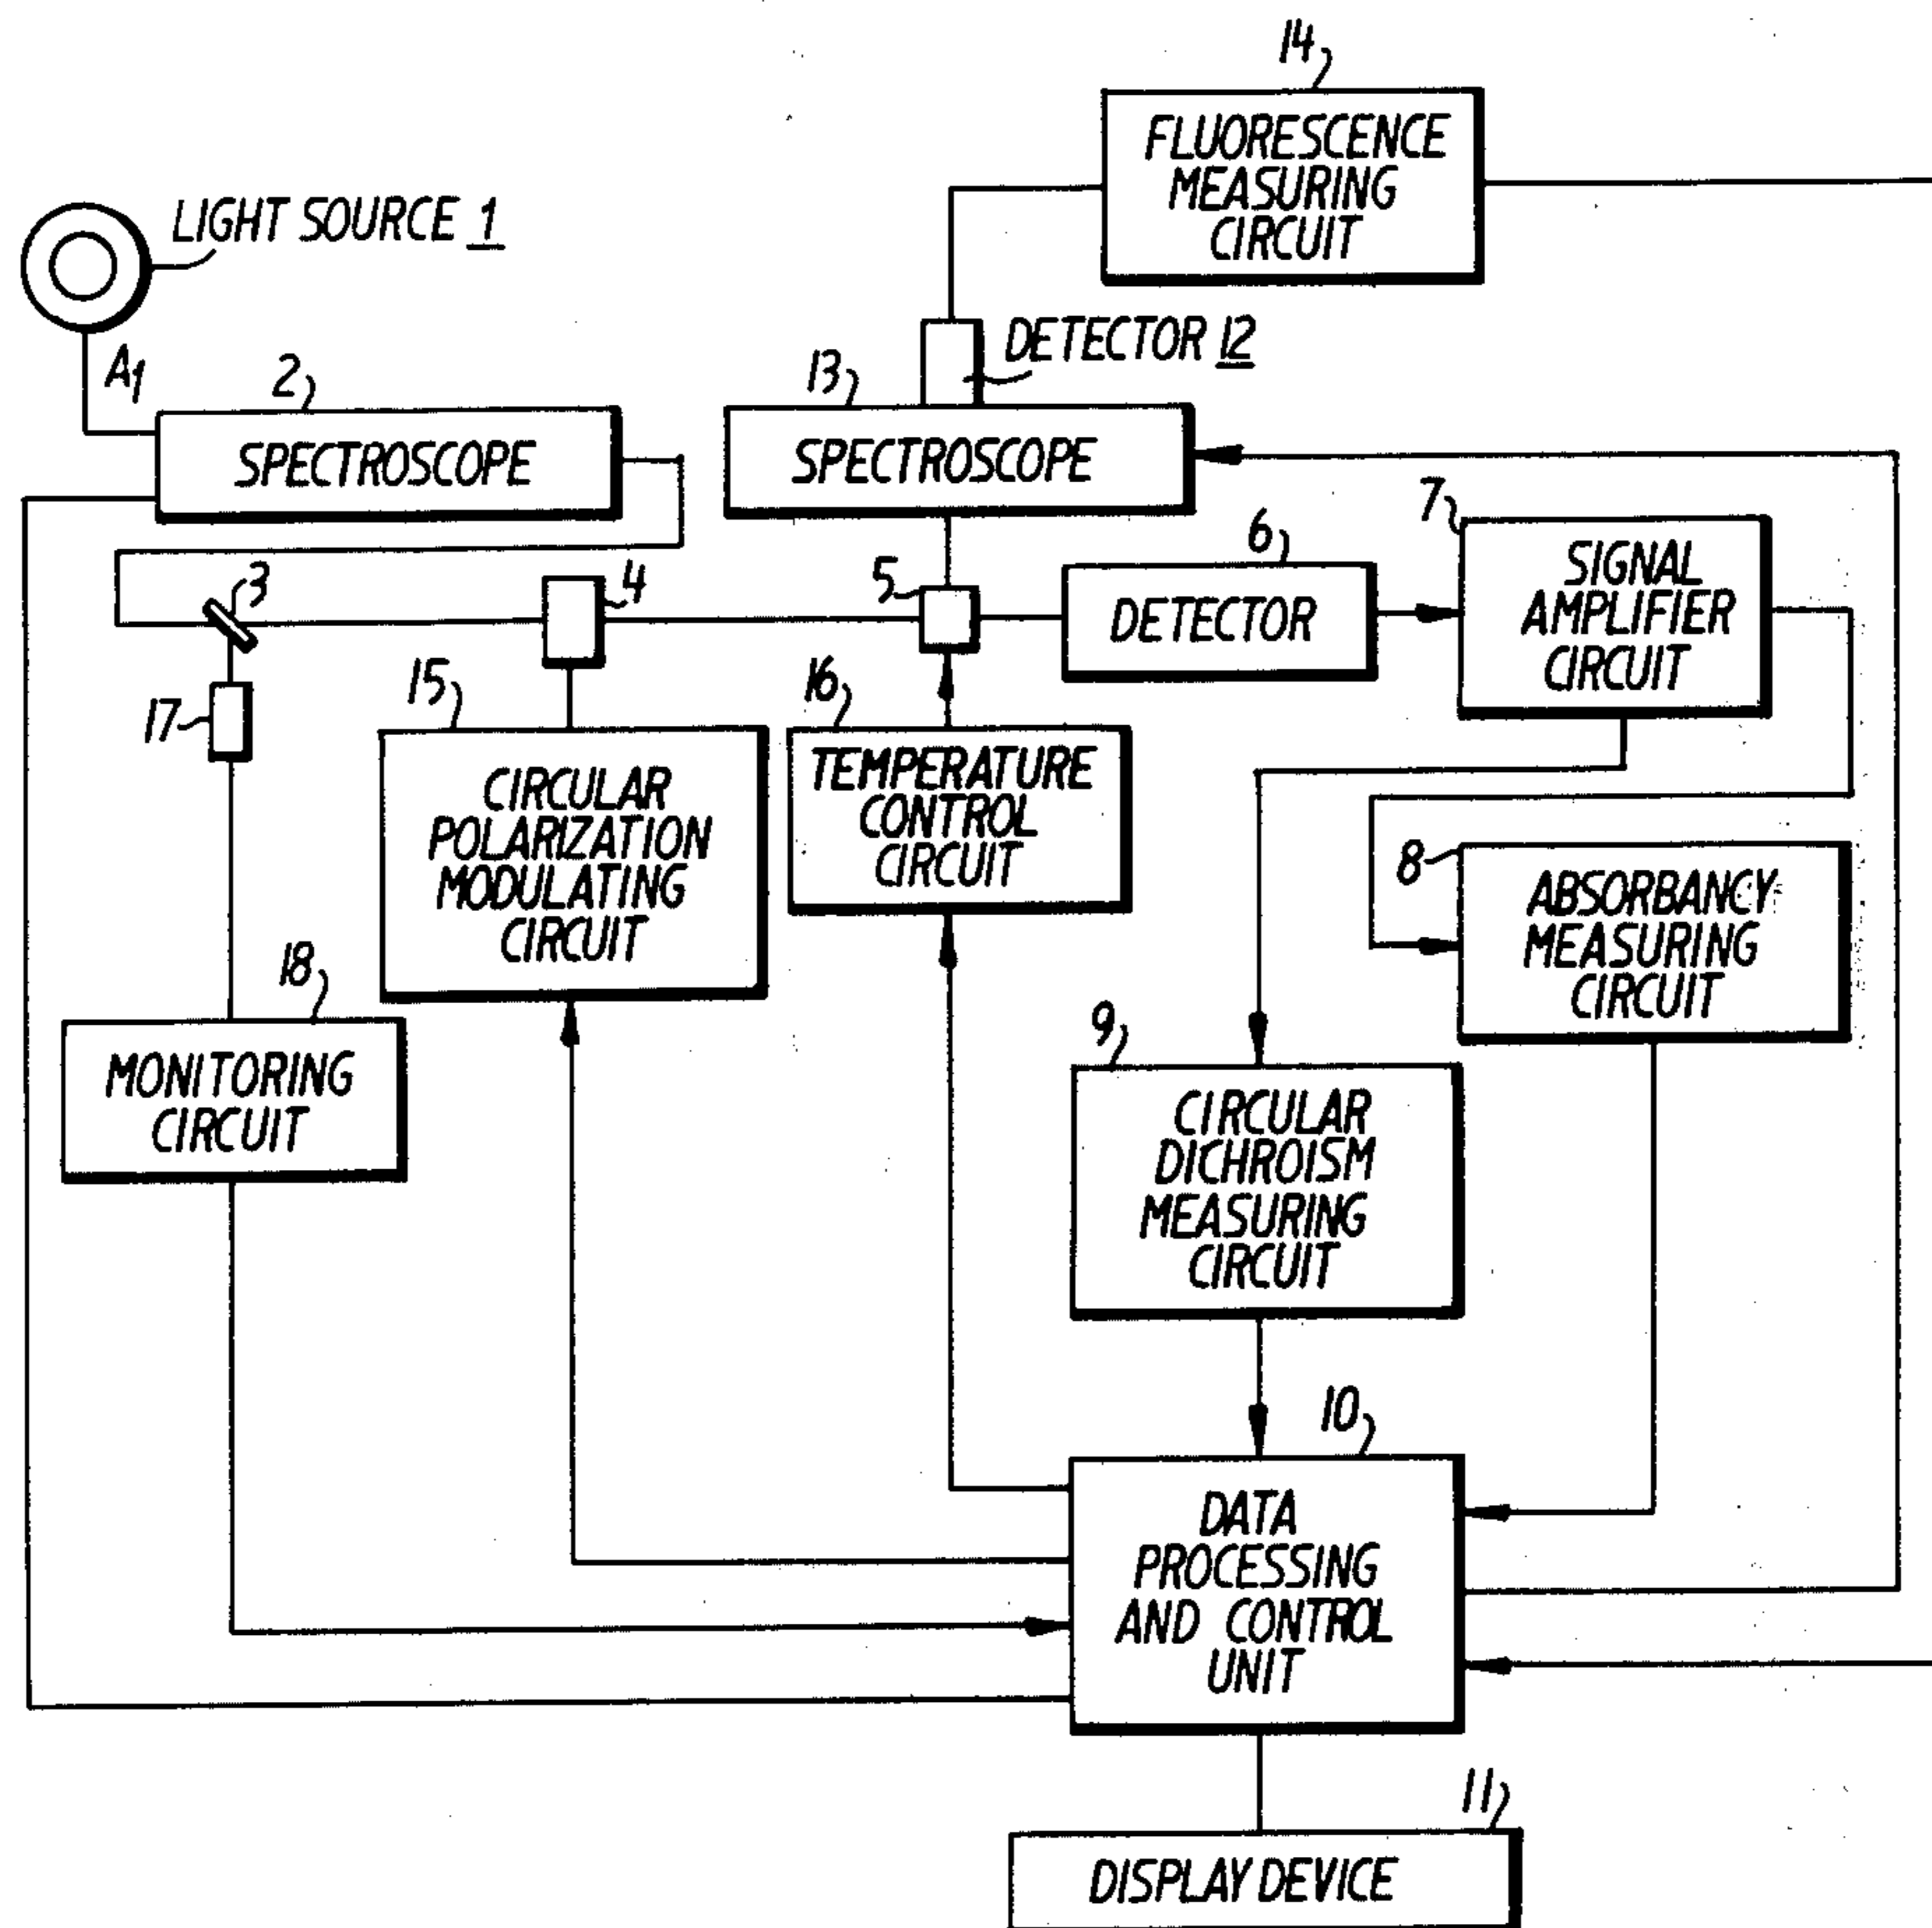 14
FLUORESCENCE
MEASURING
CIRCUIT
LIGHT SOURCE 1
A1
2
SPECTROSCOPE
DETECTOR 12
13
SPECTROSCOPE
3
4
5
6
DETECTOR
7
SIGNAL
AMPLIFIER
CIRCUIT
17
15
CIRCULAR
POLARIZATION
MODULATING
CIRCUIT
16
TEMPERATURE
CONTROL
CIRCUIT
8
ABSORBANCY
MEASURING
CIRCUIT
18
MONITORING
CIRCUIT
9
CIRCULAR
DICHROISM
MEASURING
CIRCUIT
10
DATA
PROCESSING
AND CONTROL
UNIT
11
DISPLAY DEVICE